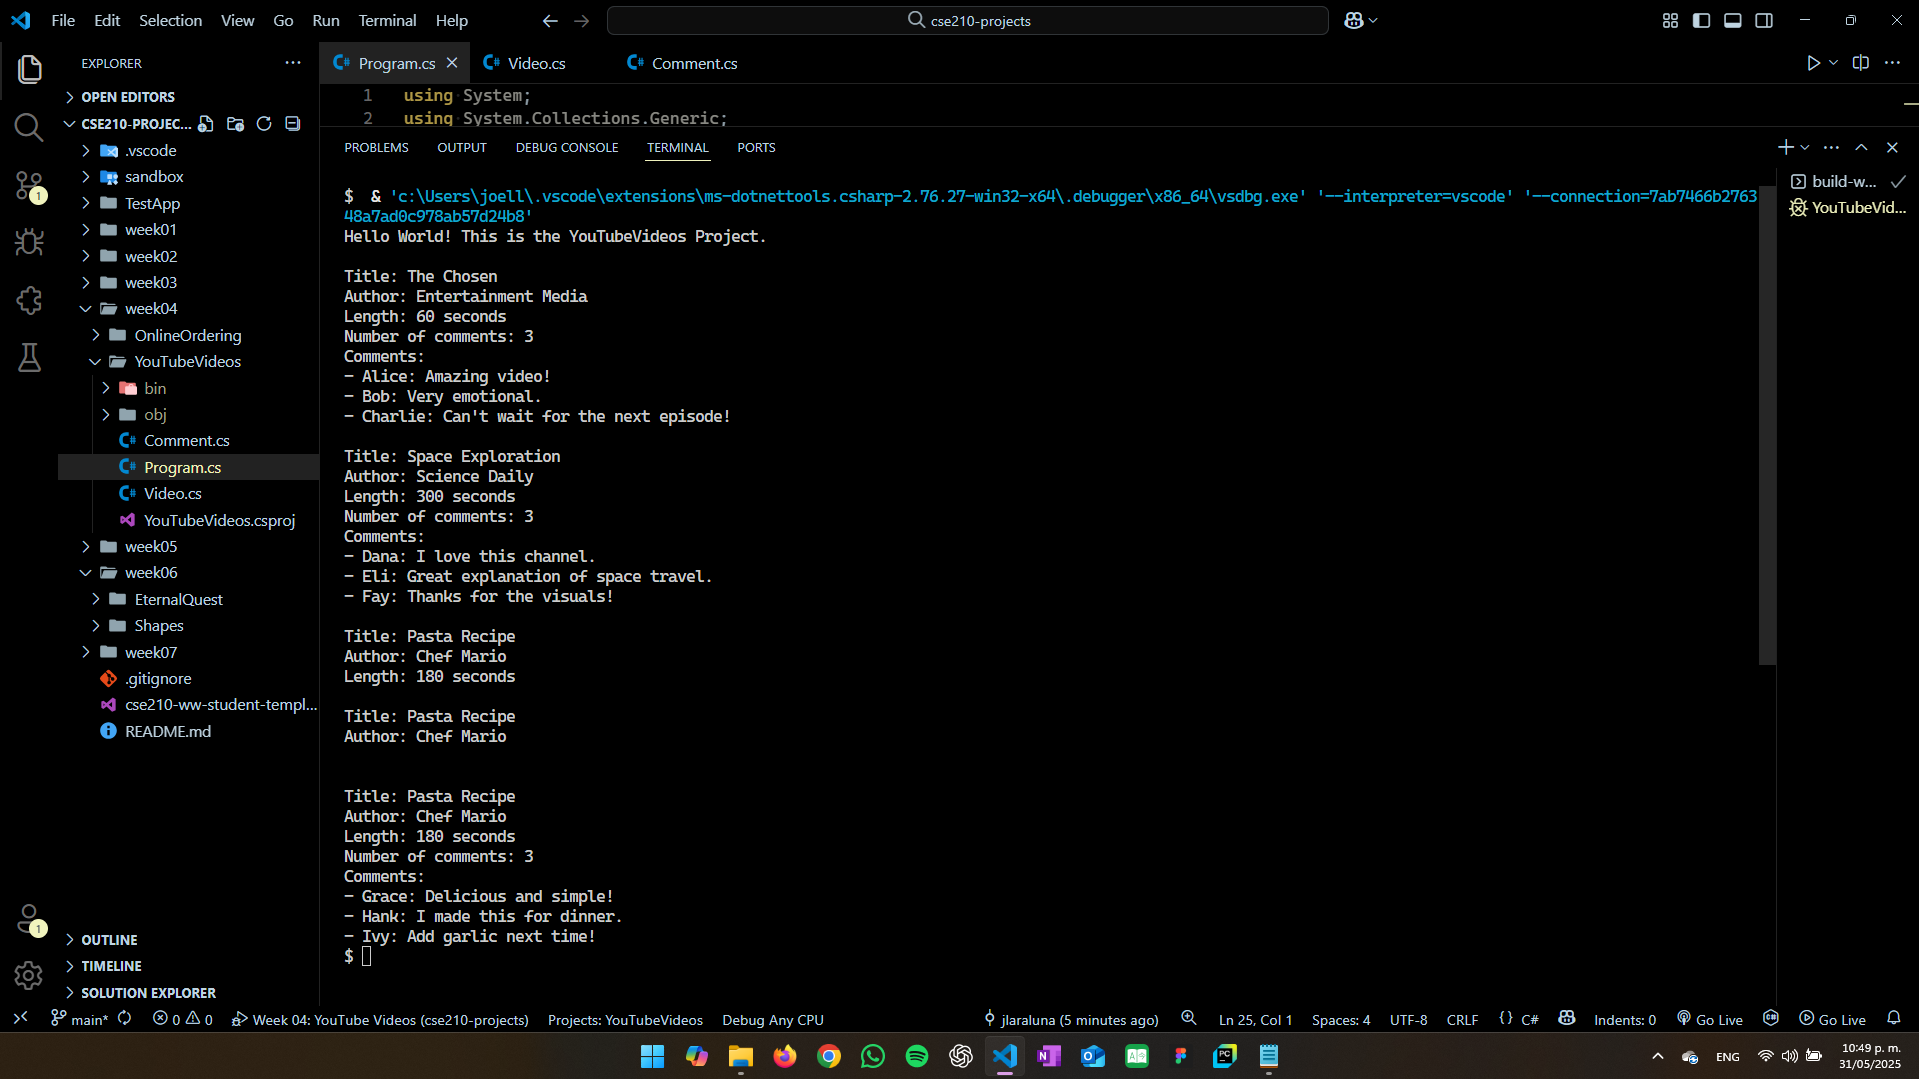 File Edit Selection View Go Run Terminal Help
cse210-projects
EXPLORER
OPEN EDITORS
CSE210-PROJEC...
.vscode
sandbox
TestApp
week01
week02
week03
week04
OnlineOrdering
YouTubeVideos
bin
obj
Comment.cs
Program.cs
Video.cs
YouTubeVideos.csproj
week05
week06
EternalQuest
Shapes
week07
.gitignore
cse210-ww-student-templ...
README.md
OUTLINE
TIMELINE
SOLUTION EXPLORER
1
1
Program.cs Video.cs Comment.cs
1 using System;
2 using System.Collections.Generic;
PROBLEMS OUTPUT DEBUG CONSOLE TERMINAL PORTS
$ & 'c:\Users\joell\.vscode\extensions\ms-dotnettools.csharp-2.76.27-win32-x64\.debugger\x86_64\vsdbg.exe' '--interpreter=vscode' '--connection=7ab7466b2763
48a7ad0c978ab57d24b8'
Hello World! This is the YouTubeVideos Project.
Title: The Chosen
Author: Entertainment Media
Length: 60 seconds
Number of comments: 3
Comments:
- Alice: Amazing video!
- Bob: Very emotional.
- Charlie: Can't wait for the next episode!
Title: Space Exploration
Author: Science Daily
Length: 300 seconds
Number of comments: 3
Comments:
- Dana: I love this channel.
- Eli: Great explanation of space travel.
- Fay: Thanks for the visuals!
Title: Pasta Recipe
Author: Chef Mario
Length: 180 seconds
Title: Pasta Recipe
Author: Chef Mario
Title: Pasta Recipe
Author: Chef Mario
Length: 180 seconds
Number of comments: 3
Comments:
- Grace: Delicious and simple!
- Hank: I made this for dinner.
- Ivy: Add garlic next time!
$
build-w...
YouTubeVid...
main* 0 0 Week 04: YouTube Videos (cse210-projects) Projects: YouTubeVideos Debug Any CPU jlaraluna (5 minutes ago) Ln 25, Col 1 Spaces: 4 UTF-8 CRLF {} C# Indents: 0 Go Live Go Live
ENG
10:49 p. m.
31/05/2025